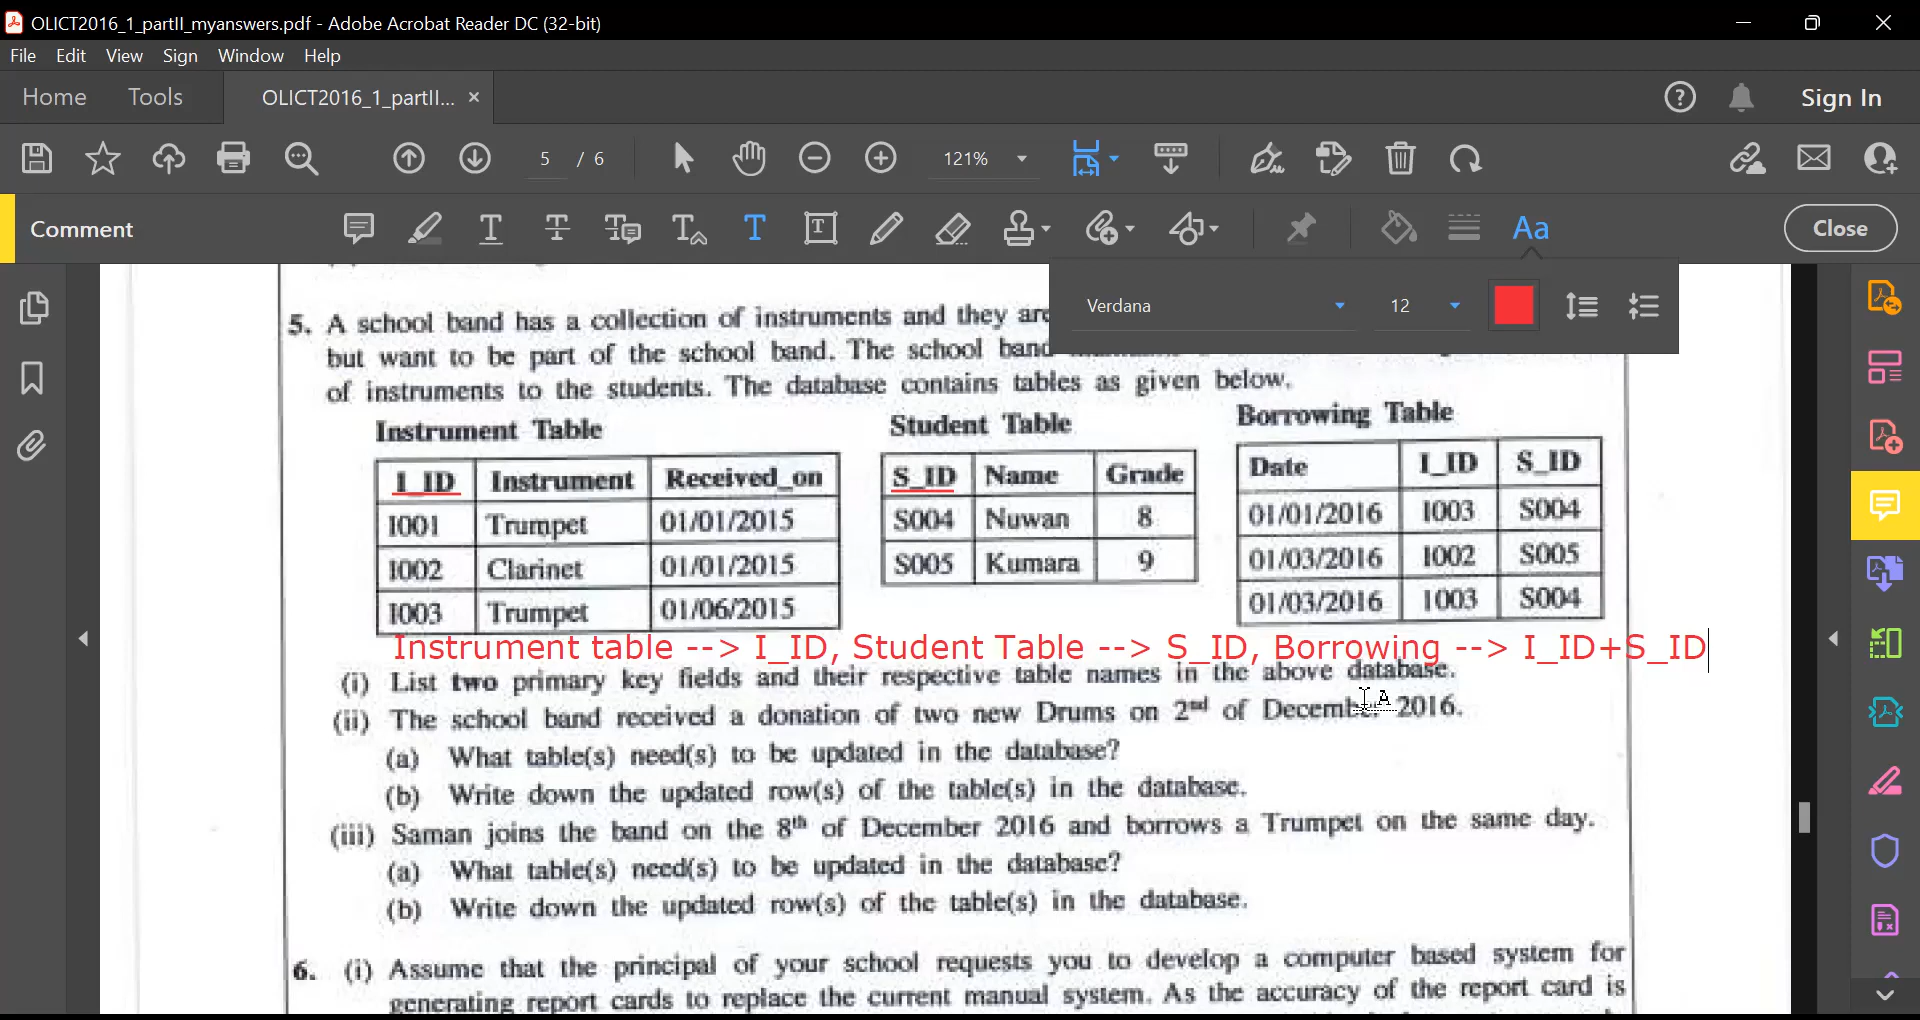 OLICT2016_1_partII_myanswers.pdf - Adobe Acrobat Reader DC (32-bit)
File Edit View Sign Window Help
Home Tools OLICT2016_1_partII... × Sign In
5 / 6 121%
Comment Close
Verdana 12
5. A school band has a collection of instruments and they are
but want to be part of the school band. The school band
of instruments to the students. The database contains tables as given below.
Instrument Table Student Table Borrowing Table
I_ID Instrument Received_on S_ID Name Grade Date I_ID S_ID
I001 Trumpet 01/01/2015 S004 Nuwan 8 01/01/2016 I003 S004
I002 Clarinet 01/01/2015 S005 Kumara 9 01/03/2016 I002 S005
I003 Trumpet 01/06/2015 01/03/2016 I003 S004
Instrument table --> I_ID, Student Table --> S_ID, Borrowing --> I_ID+S_ID
(i) List two primary key fields and their respective table names in the above database.
(ii) The school band received a donation of two new Drums on 2nd of December 2016.
(a) What table(s) need(s) to be updated in the database?
(b) Write down the updated row(s) of the table(s) in the database.
(iii) Saman joins the band on the 8th of December 2016 and borrows a Trumpet on the same day.
(a) What table(s) need(s) to be updated in the database?
(b) Write down the updated row(s) of the table(s) in the database.
6. (i) Assume that the principal of your school requests you to develop a computer based system for
generating report cards to replace the current manual system. As the accuracy of the report card is